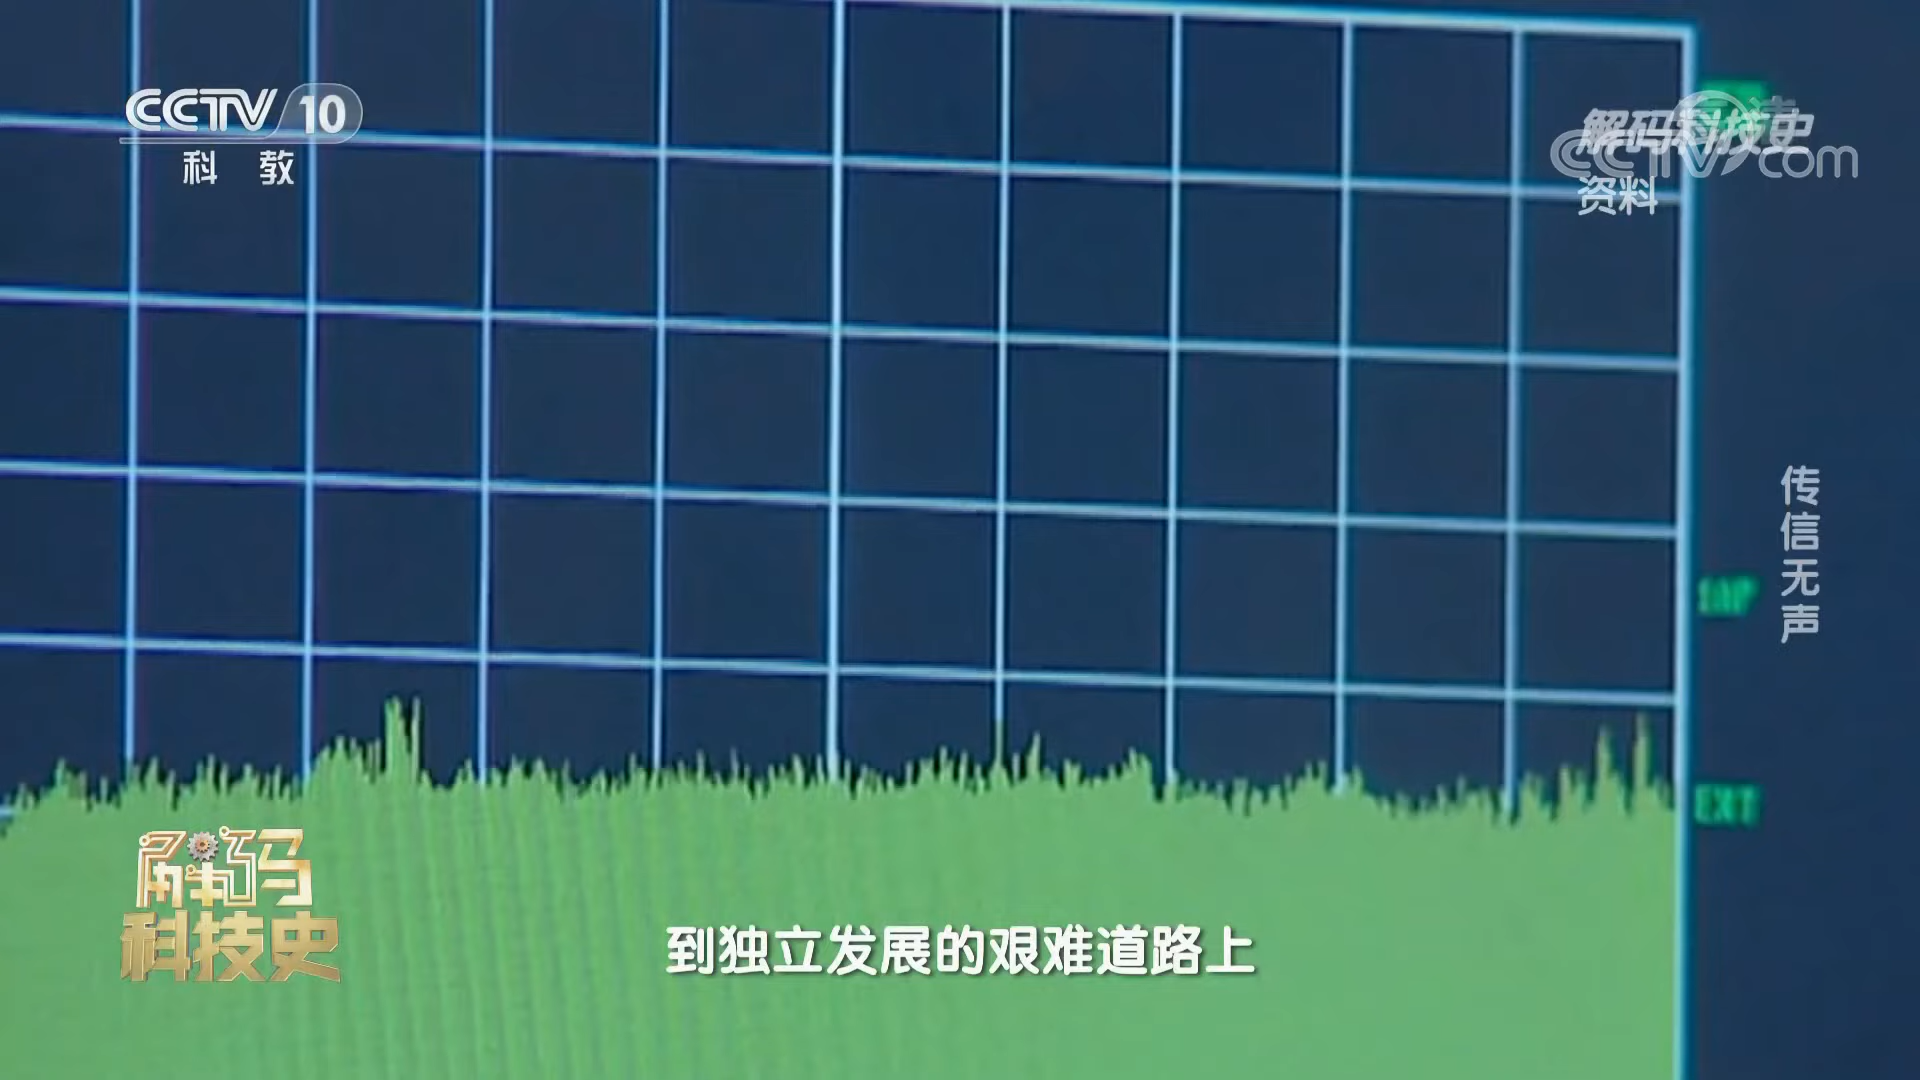 CCTV 10
科 教
解码科技史
CCTV.com
资料
传信无声
EXT
解码
科技史
到独立发展的艰难道路上